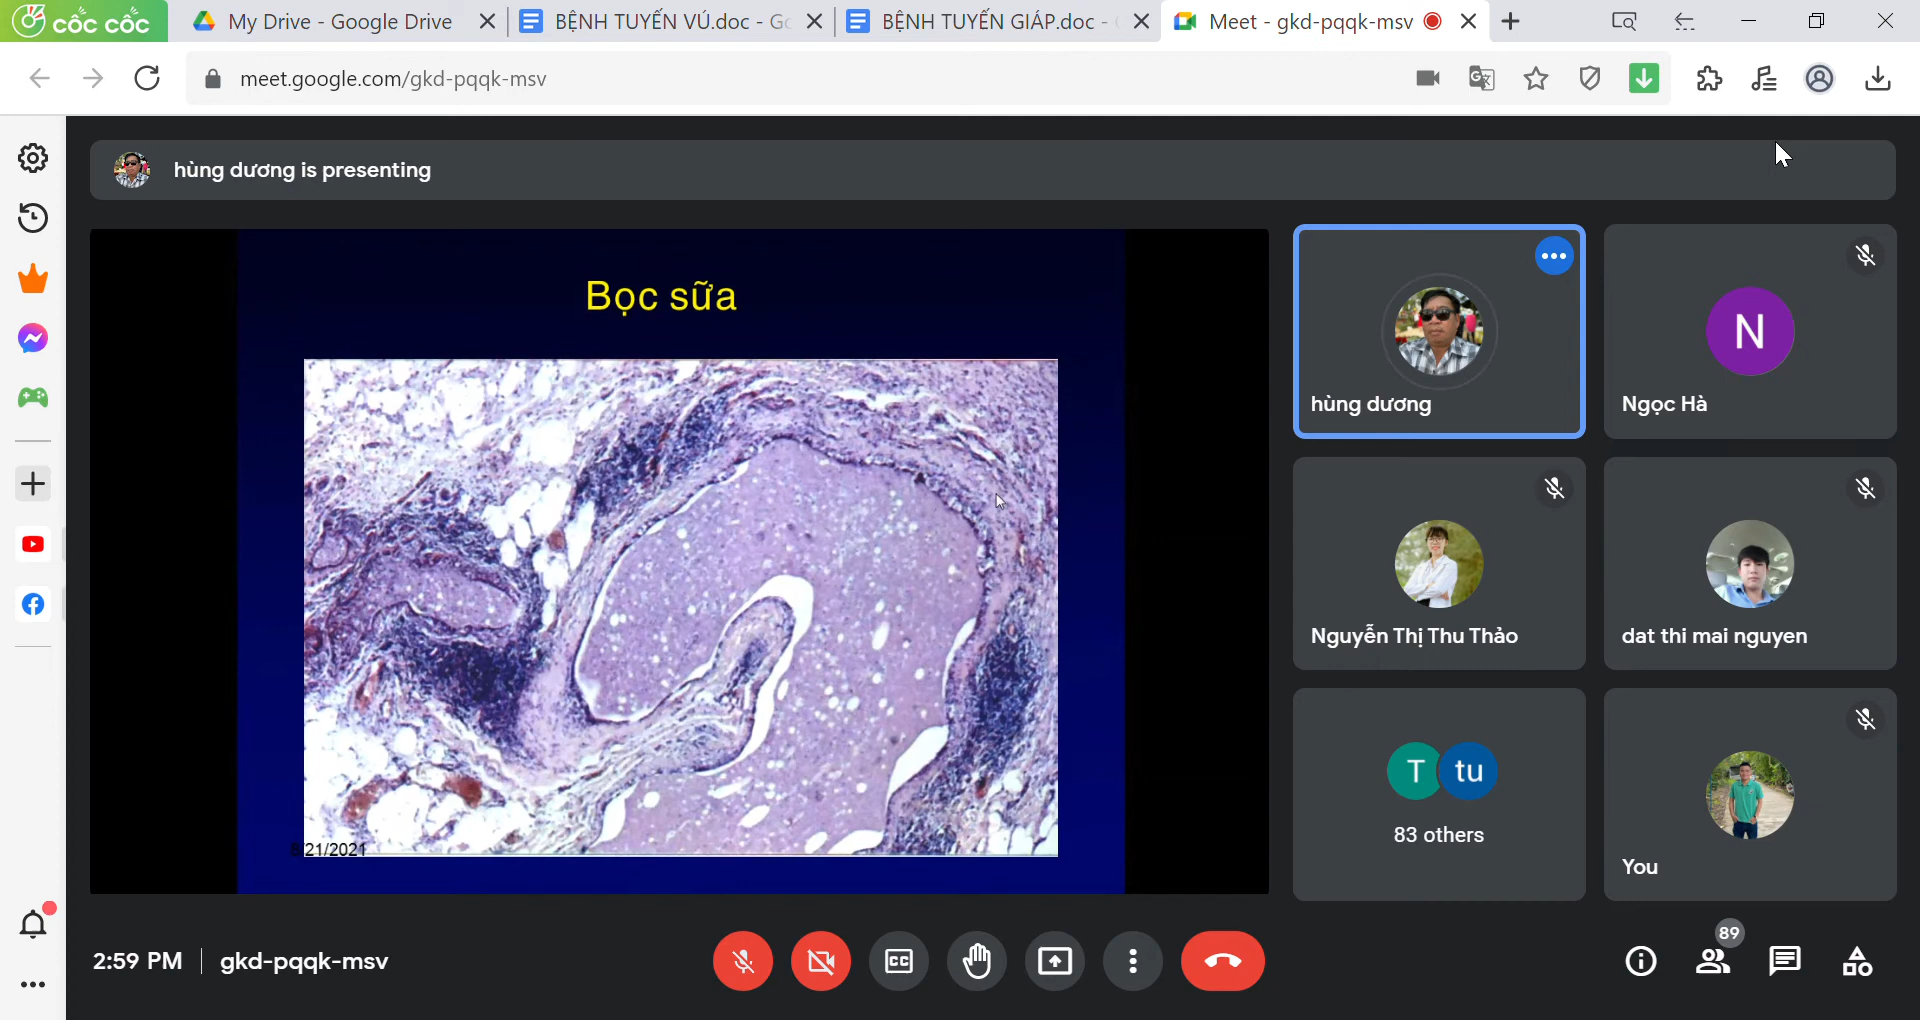 cốc cốc
My Drive - Google Drive
BỆNH TUYẾN VÚ.doc - Go
BỆNH TUYẾN GIÁP.doc -
Meet - gkd-pqqk-msv
meet.google.com/gkd-pqqk-msv
hùng dương is presenting
Bọc sữa
/21/2021
hùng dương
N
Ngọc Hà
Nguyễn Thị Thu Thảo
dat thi mai nguyen
T
tu
83 others
You
2:59 PM
gkd-pqqk-msv
CC
89